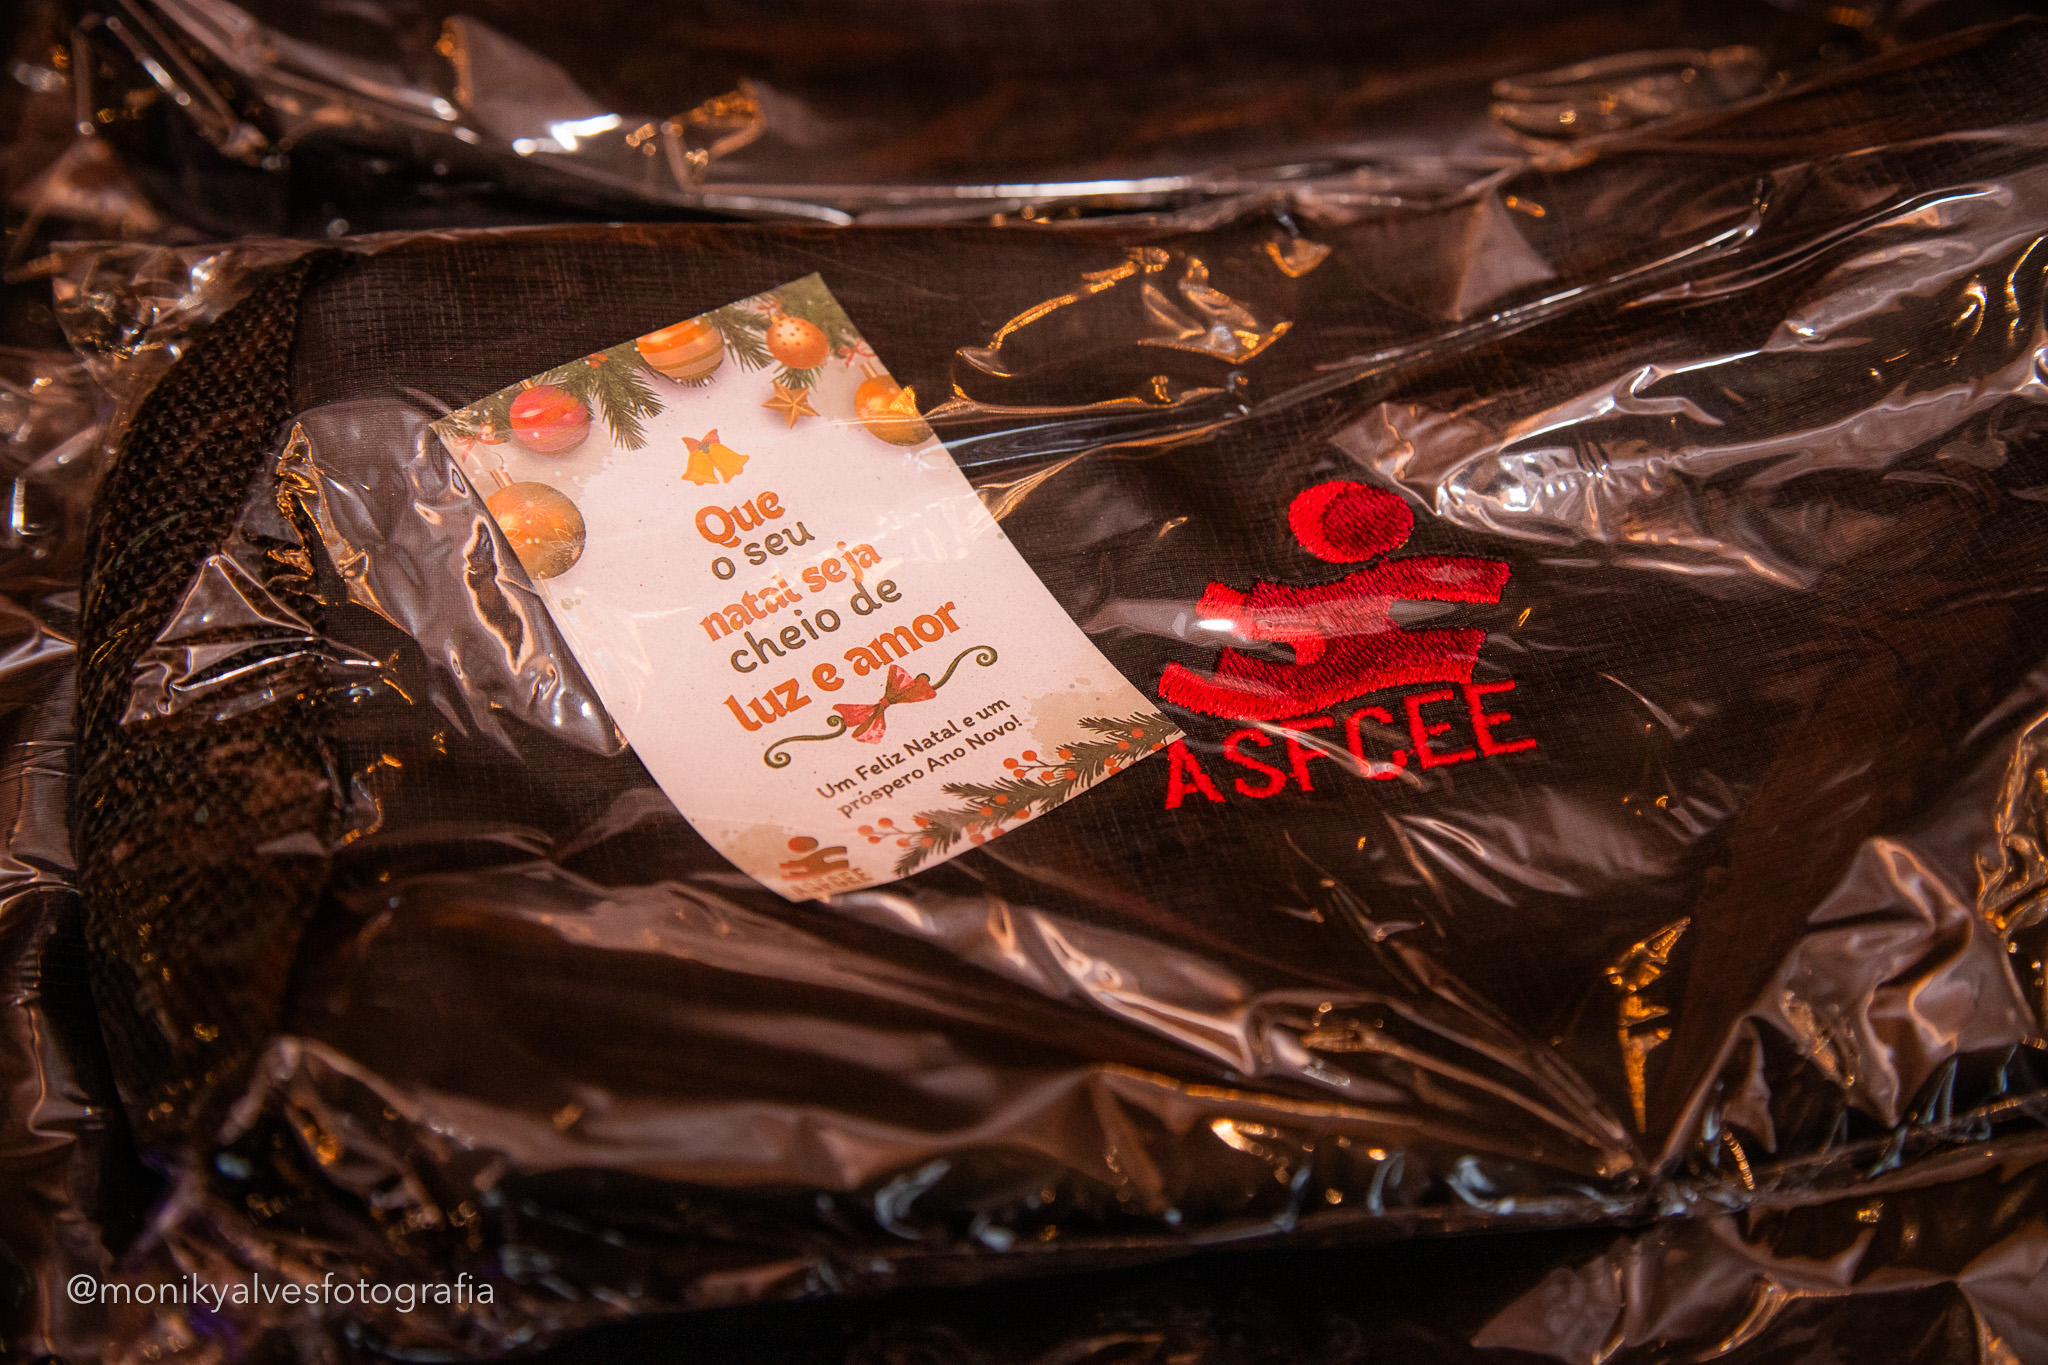 Que
o seu
natal seja
cheio de
luz e amor
Um Feliz Natal e um
próspero Ano Novo!
ASFCEE
@monikyalvesfotografia